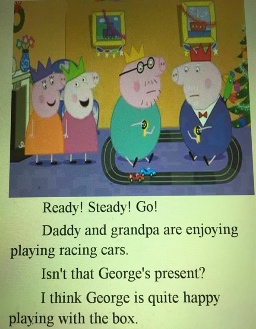 Ready! Steady! Go!
Daddy and grandpa are enjoying
playing racing cars.
Isn't that George's present?
I think George is quite happy
playing with the box.